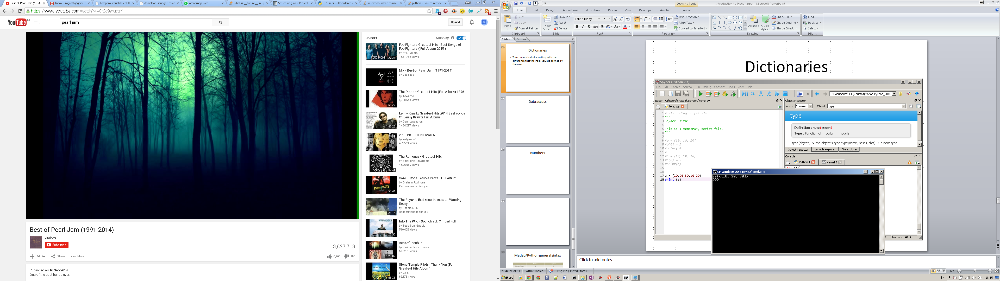 Best of Pearl Jam (19
Inbox - zagreth@gmail.c
Temporal variability of th
download.springer.com/
WhatsApp Web
What is __future__ in Py
Structuring Your Project
8.7. sets — Unordered c
In Python, when to use
python - How to retrieve
Juan
https://www.youtube.com/watch?v=CfSa9yrucgY
YouTube NL
pearl jam
Upload
Up next
Autoplay
Foo Fighters Greatest Hits | Best Songs of
Foo Fighters ( Full Album 2015 )
by M4U Music
1,561,769 views
FOO FIGH
1:27:23
Mix - Best of Pearl Jam (1991-2014)
by YouTube
50+
VIDEOS
The Doors - Greatest Hits (Full Album) 1996
by Townreo
6,768,548 views
56:27
Lenny Kravitz Greatest Hits 2014 Best songs
Of Lenny Kravitz Full Album
by Gen. Lysandros
1,464,297 views
1:46:23
20 SONGS OF NIRVANA
by xedymale3
459,569 views
1:19:26
The Ramones - Greatest Hits
by SoloPunk RockRadio
4,595,530 views
50:36
Core - Stone Temple Pilots - Full Album
by Graham Rodrigue
Recommended for you
53:41
The Psychic that knew to much... Warning
Scary
by Dennis4706
Recommended for you
23:14
Into The Wild - Soundtrack Official Full
by Todo Soundtrack
590,408 views
27:50
Best of Incubus
by VariousSoundtracks
697,251 views
1:29:02
Stone Temple Pilots | Thank You (Full
Greatest Hits Album)
by CJ E.
62,176 views
58:33
Best of Pearl Jam (1991-2014)
vitalogy
Subscribe
3,627,713
Add to
Share
More
6,763
185
Published on 10 Sep 2014
One of the best bands ever.
Drawing Tools
Introduction to Python.pptx - Microsoft PowerPoint
Home
Insert
Design
Animations
Slide Show
Review
View
Developer
Acrobat
Format
Paste
Cut
Copy
Format Painter
Clipboard
New
Slide
Layout
Reset
Delete
Slides
Calibri (Body)
32
Font
Text Direction
Align Text
Convert to SmartArt
Paragraph
Arrange
Quick
Styles
Shape Fill
Shape Outline
Shape Effects
Drawing
Find
Replace
Select
Editing
Slides
Outline
26
Dictionaries
• The concept is similar to lists, with the
difference that the index value is defined by
the user
27
Data access
28
Numbers
29
30
Matlab/Python general sintax
Dictionaries
Spyder (Python 2.7)
File Edit Search Source Run Debug Consoles Tools View Help
D:\Documents\IHE\Courses\Matlab-Python_2015
Editor - C:\Users\chaco3\.spyder2\temp.py
temp.py
1 # -*- coding: utf-8 -*-
2 """
3 Spyder Editor
4
5 This is a temporary script file.
6 """
7
8 #a = [10, 10, 10]
9 #a[0] = 3
10 #print(a)
11 #
12 #b = (10, 10, 10)
13 #b[0] = 3
14 #print(b)
15
16
17 a = {10,20,30,10,20}
18 print (a)
Object inspector
Source
Console
Object
type
type
Definition : type(object)
Type : Function of __builtin__ module
type(object) -> the object's type type(name, bases, dict) -> a new type
Object inspector
Variable explorer
File explorer
Console
Python 1
Kernel 2
>>> a{0}
C:\Windows\SYSTEM32\cmd.exe
set([10, 20, 30])
>>>
Memory: 69 %
Click to add notes
Slide 26 of 31
"Office Theme"
English (United States)
112%
Start
EN
18:35